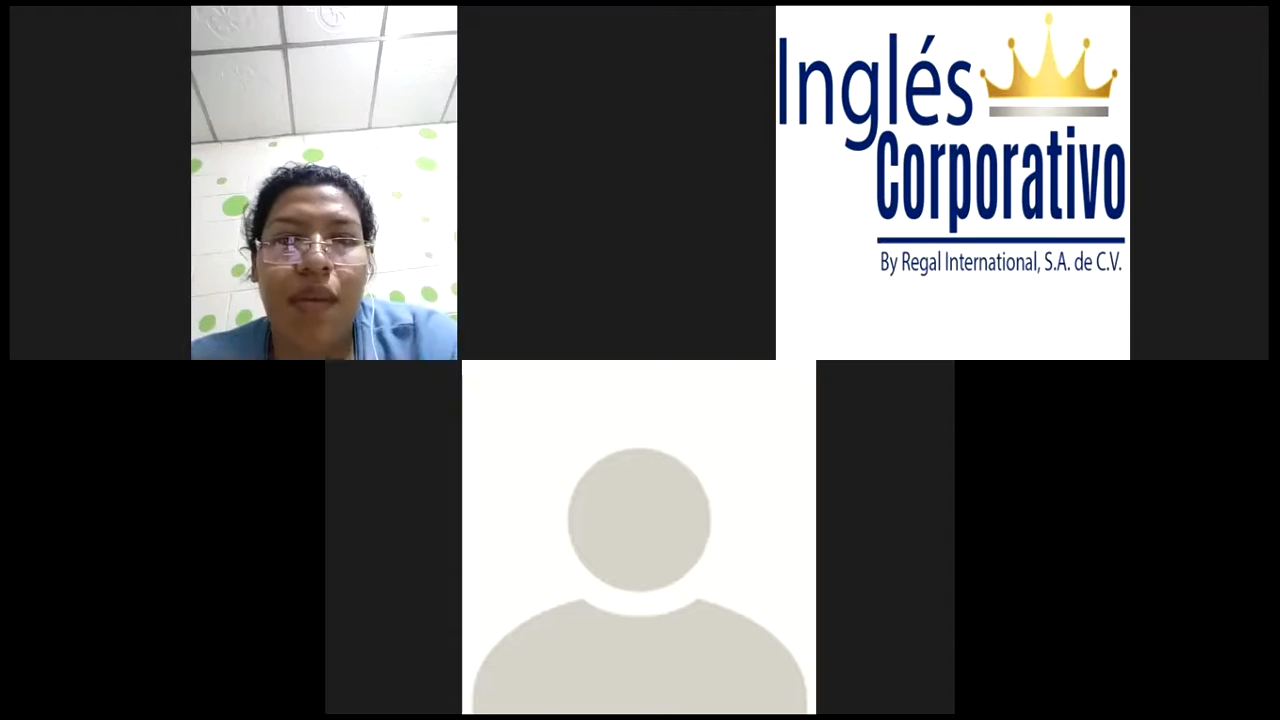 Inglés
Corporativo
By Regal International, S.A. de C.V.